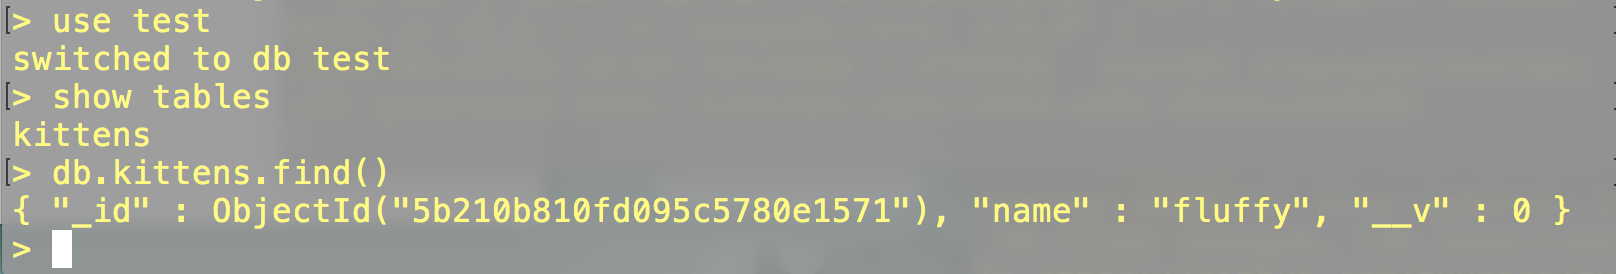 [> use test
switched to db test
[> show tables
kittens
[> db.kittens.find()
{ "_id" : ObjectId("5b210b810fd095c5780e1571"), "name" : "fluffy", "__v" : 0 }
>